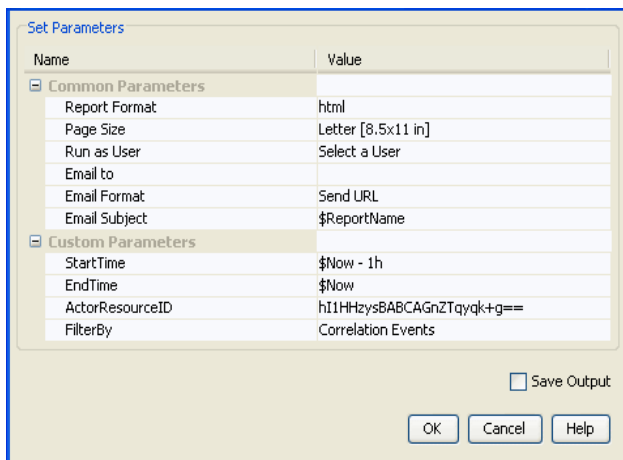 Set Parameters
Name Value
Common Parameters
Report Format html
Page Size Letter [8.5x11 in]
Run as User Select a User
Email to
Email Format Send URL
Email Subject $ReportName
Custom Parameters
StartTime $Now - 1h
EndTime $Now
ActorResourceID hI1HHzysBABCAGnZTqyqk+g==
FilterBy Correlation Events
Save Output
OK Cancel Help